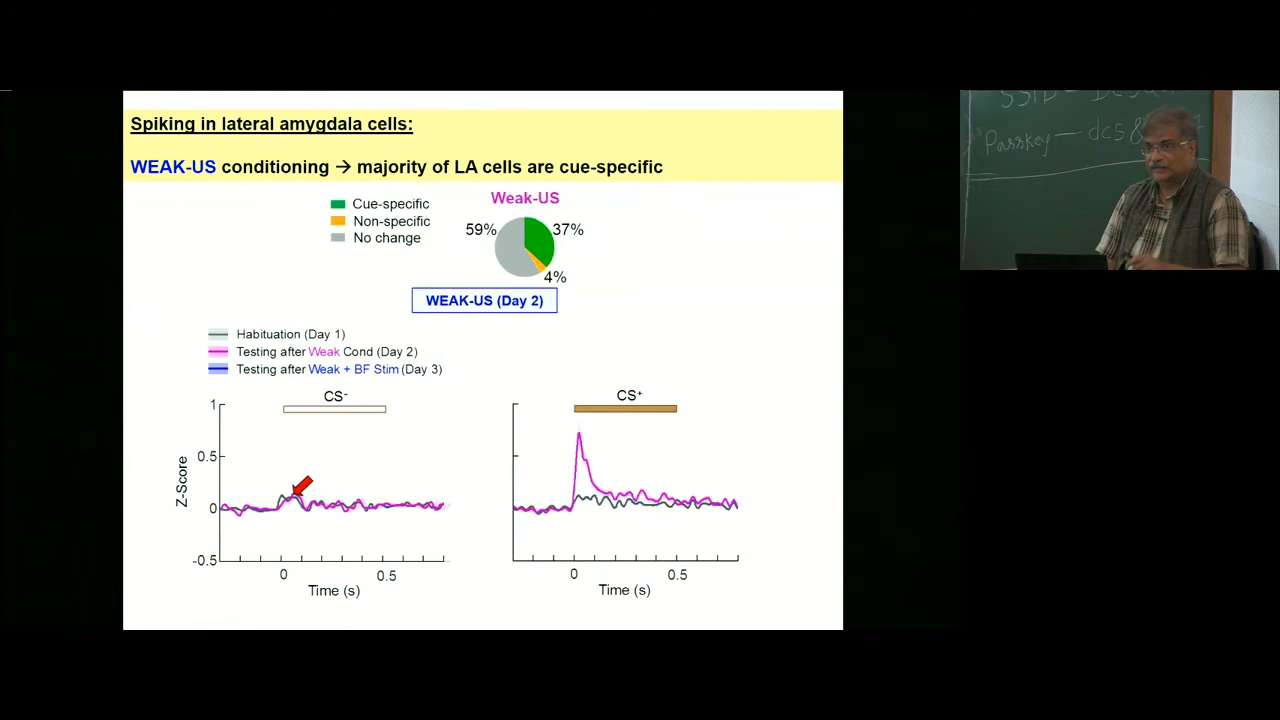 Spiking in lateral amygdala cells:
WEAK-US conditioning → majority of LA cells are cue-specific
Weak-US
Cue-specific
Non-specific
No change
59%
37%
4%
WEAK-US (Day 2)
Habituation (Day 1)
Testing after Weak Cond (Day 2)
Testing after Weak + BF Stim (Day 3)
CS-
CS+
Z-Score
1
0.5
0
-0.5
0
0.5
Time (s)
0
0.5
Time (s)
SSID —
Passkey — dcs&